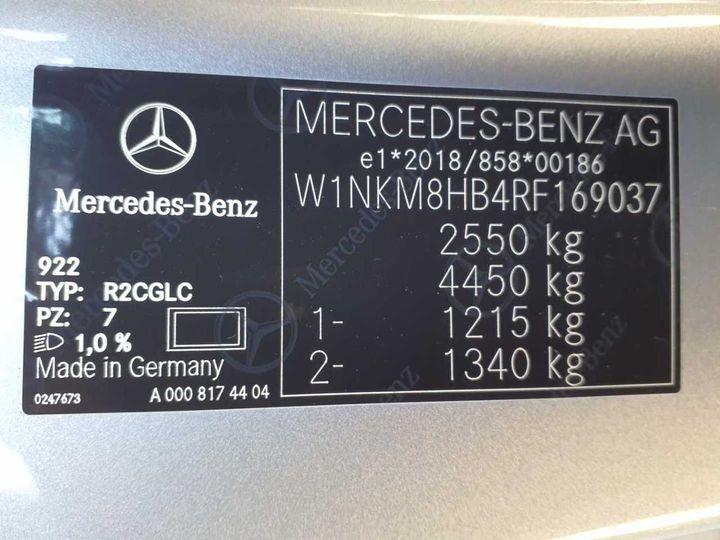 Mercedes-Benz
922
TYP: R2CGLC
PZ: 7
1,0 %
Made in Germany
0247673
A 000 817 44 04
MERCEDES-BENZ AG
e1*2018/858*00186
W1NKM8HB4RF169037
2550 kg
4450 kg
1- 1215 kg
2- 1340 kg